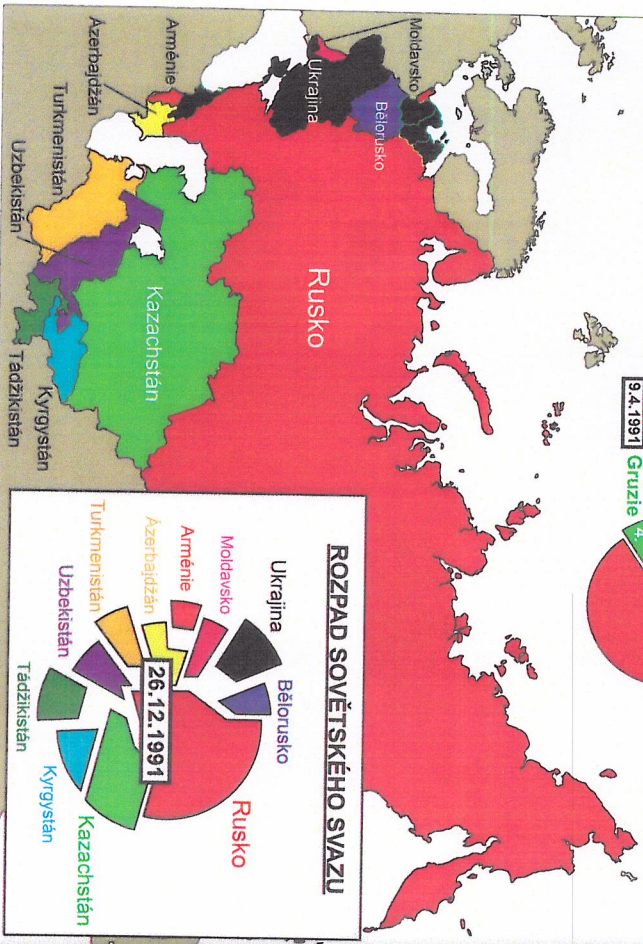 9.4.1991
Gruzie
4.
Moldavsko
Bělorusko
Ukrajina
Rusko
Arménie
Ázerbajdžán
Turkmenistán
Uzbekistán
Kazachstán
Kyrgystán
Tádžikistán
ROZPAD SOVĚTSKÉHO SVAZU
Ukrajina
Bělorusko
Moldavsko
Arménie
Rusko
Ázerbajdžán
26.12.1991
Turkmenistán
Uzbekistán
Kazachstán
Kyrgystán
Tádžikistán